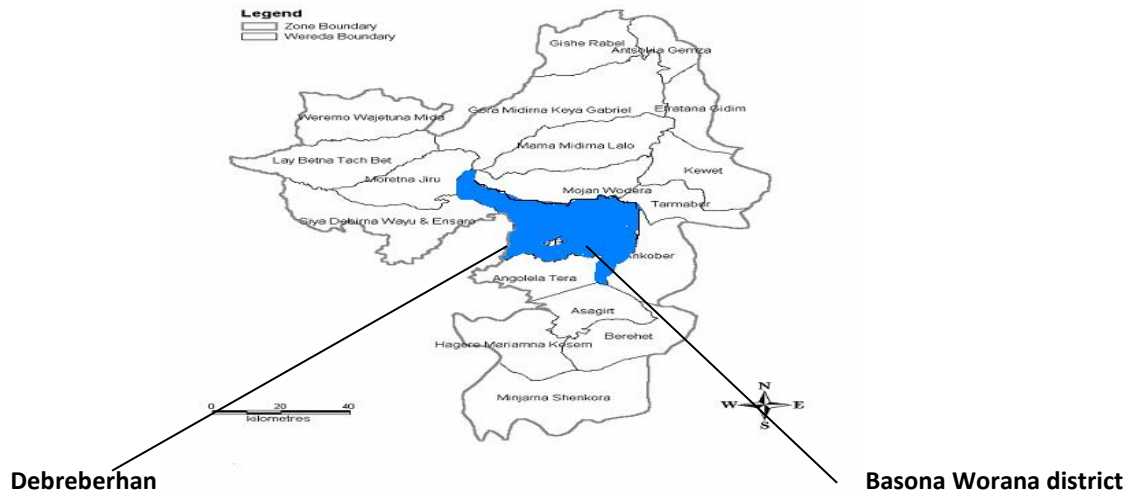 Legend
Zone Boundary
Wereda Boundary
Gishe Rabel
Antsokia Gemza
Gera Midirna Keya Gabriel
Efratana Gidim
Weremo Wajetuna Mida
Mama Midirna Lalo
Lay Betna Tach Bet
Kewet
Moretna Jiru
Mojan Wodera
Tarmaber
Siya Debirna Wayu & Ensaro
Ankober
Angolela Tera
Asagirt
Berehet
Hagere Mariamna Kesem
Minjarna Shenkora
0 20 40
kilometres
N
W E
S
Debreberhan
Basona Worana district